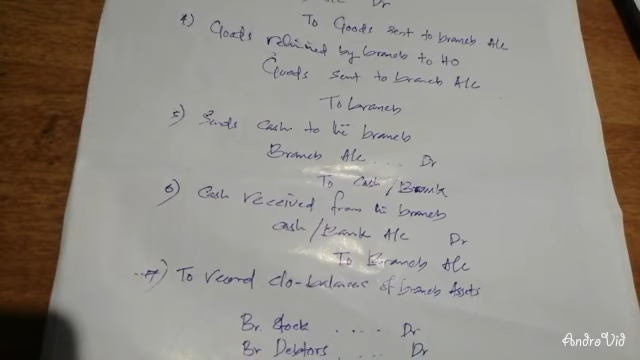 Dr
To Goods sent to branch A/c
4) Goods returned by branch to HO
Goods sent to branch A/c
To branch
5) Sends cash to the branch
Branch A/c ... Dr
To cash/Bank
6) Cash received from the branch
cash/Bank A/c Dr
To Branch A/c
7) To record clo-balances of branch Assets
Br. Stock .... Dr
Br Debtors .... Dr
AndroVid